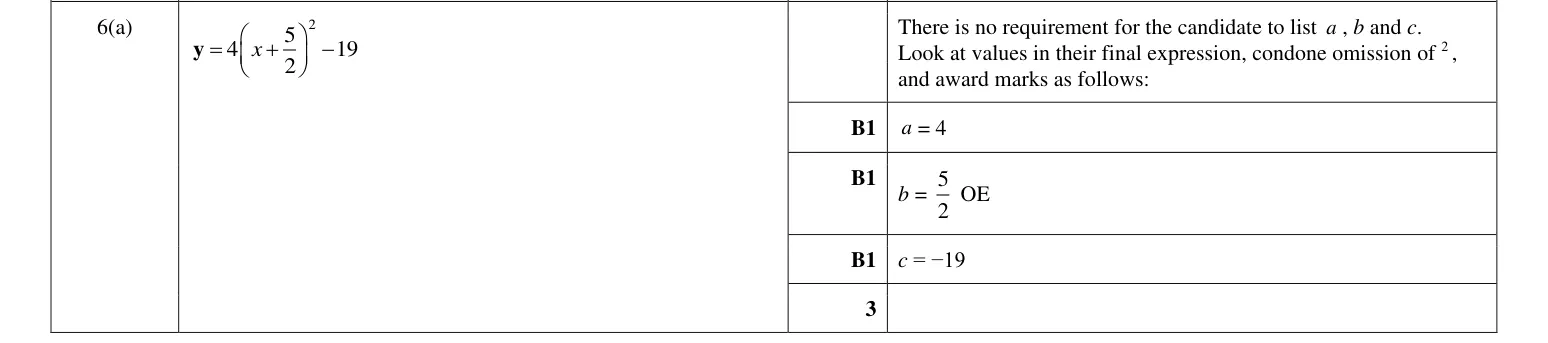 6(a)
y = 4(x + 5/2)² − 19
There is no requirement for the candidate to list a , b and c.
Look at values in their final expression, condone omission of ² ,
and award marks as follows:
B1 a = 4
B1 b = 5/2 OE
B1 c = −19
3